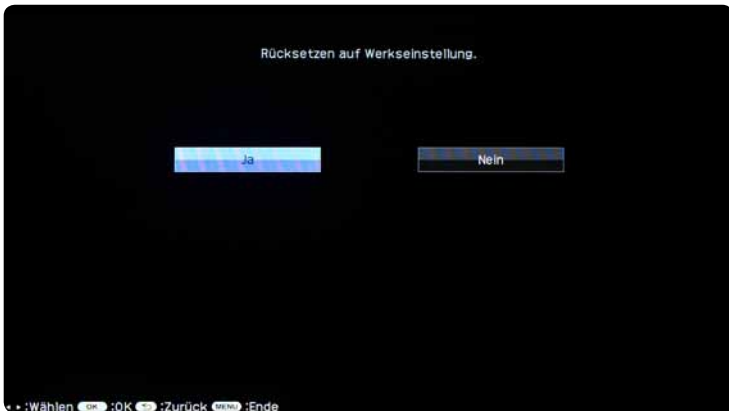 Rücksetzen auf Werkseinstellung.
Ja Nein
:Wählen OK :OK :Zurück MENU :Ende